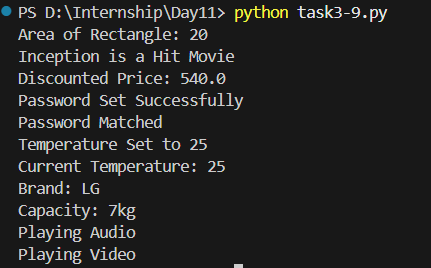 PS D:\Internship\Day11> python task3-9.py
Area of Rectangle: 20
Inception is a Hit Movie
Discounted Price: 540.0
Password Set Successfully
Password Matched
Temperature Set to 25
Current Temperature: 25
Brand: LG
Capacity: 7kg
Playing Audio
Playing Video